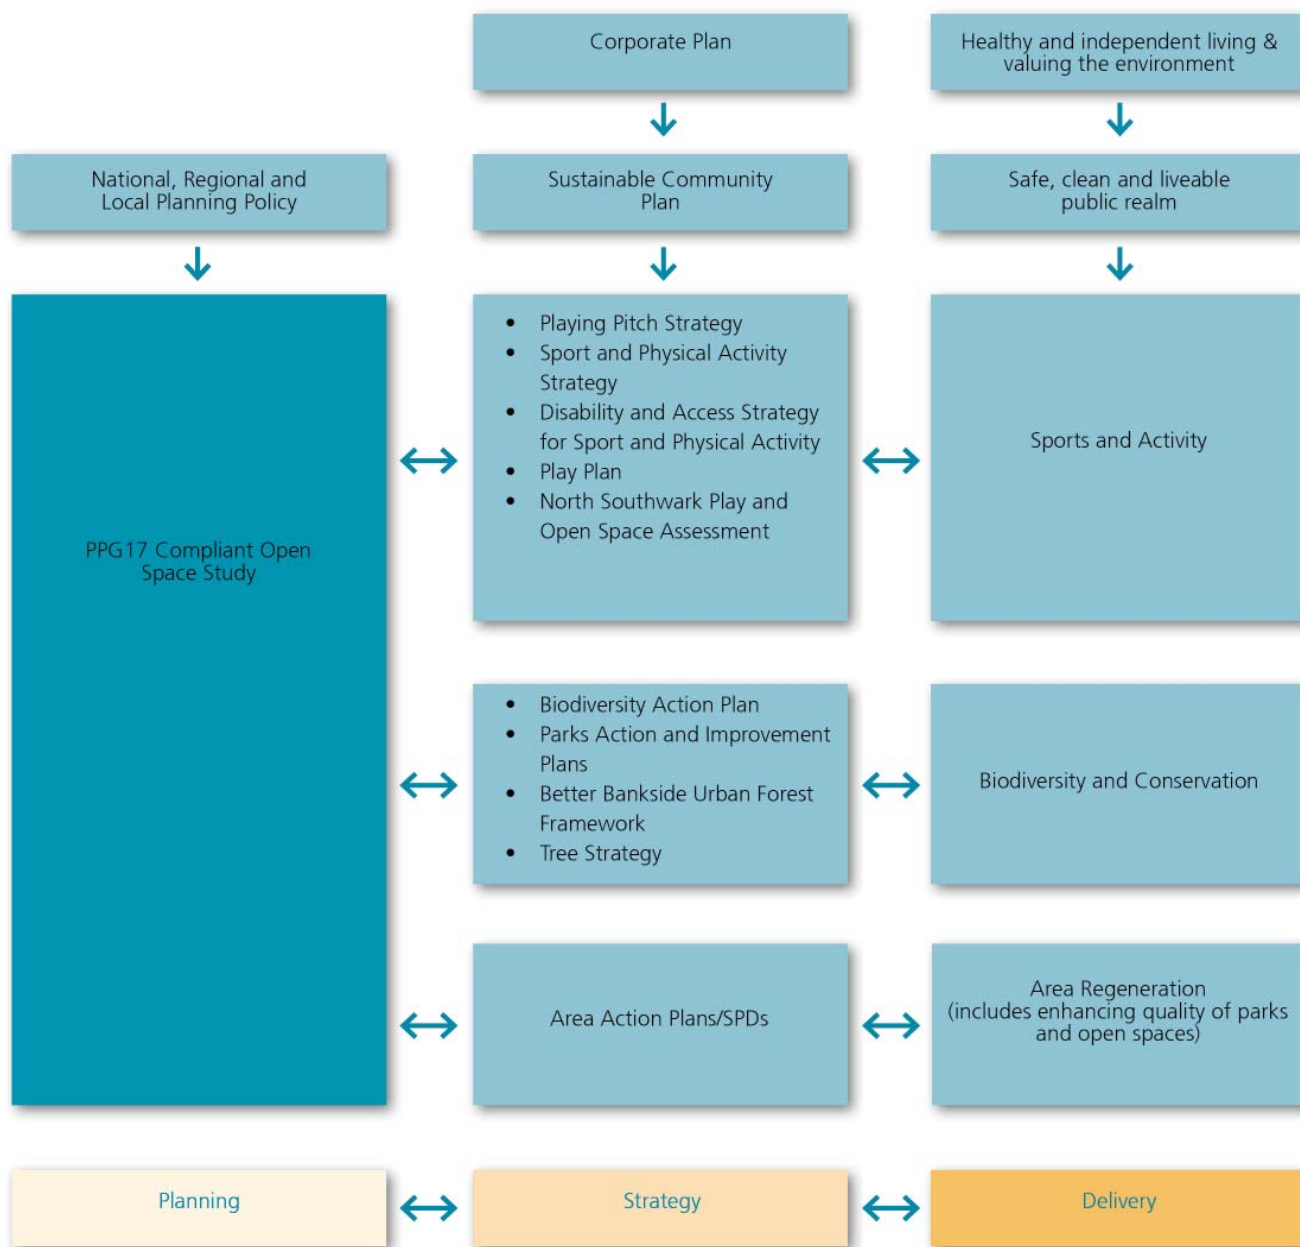 Corporate Plan
Healthy and independent living &
valuing the environment
National, Regional and
Local Planning Policy
Sustainable Community
Plan
Safe, clean and liveable
public realm
PPG17 Compliant Open
Space Study
• Playing Pitch Strategy
• Sport and Physical Activity
Strategy
• Disability and Access Strategy
for Sport and Physical Activity
• Play Plan
• North Southwark Play and
Open Space Assessment
Sports and Activity
• Biodiversity Action Plan
• Parks Action and Improvement
Plans
• Better Bankside Urban Forest
Framework
• Tree Strategy
Biodiversity and Conservation
Area Action Plans/SPDs
Area Regeneration
(includes enhancing quality of parks
and open spaces)
Planning
Strategy
Delivery